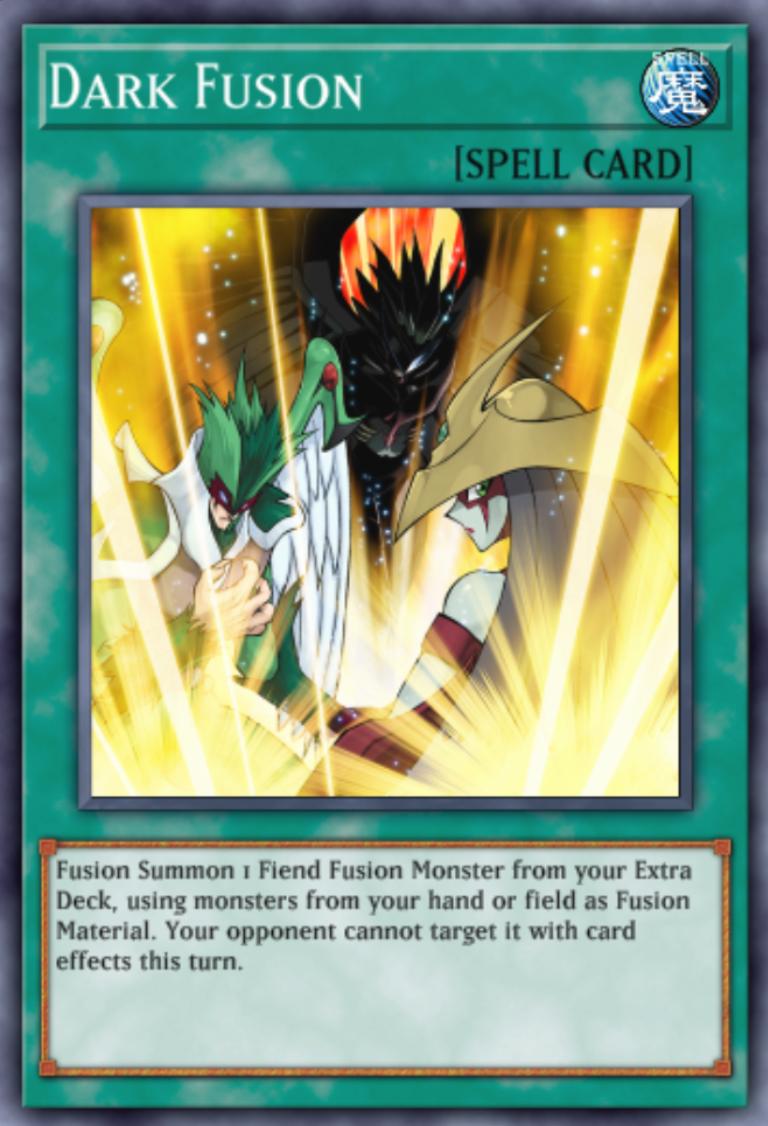 DARK FUSION
SPELL
魔
[SPELL CARD]
Fusion Summon 1 Fiend Fusion Monster from your Extra
Deck, using monsters from your hand or field as Fusion
Material. Your opponent cannot target it with card
effects this turn.